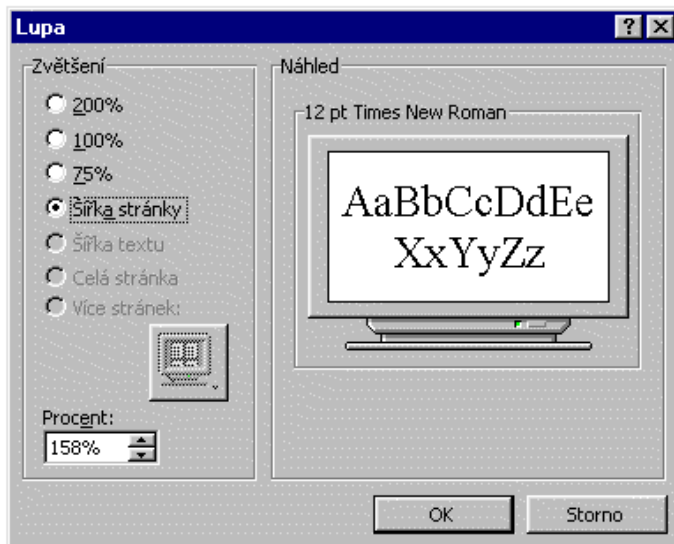 Lupa
Zvětšení
200%
100%
75%
Šířka stránky
Šířka textu
Celá stránka
Více stránek:
Procent:
158%
Náhled
12 pt Times New Roman
AaBbCcDdEe
XxYyZz
OK
Storno